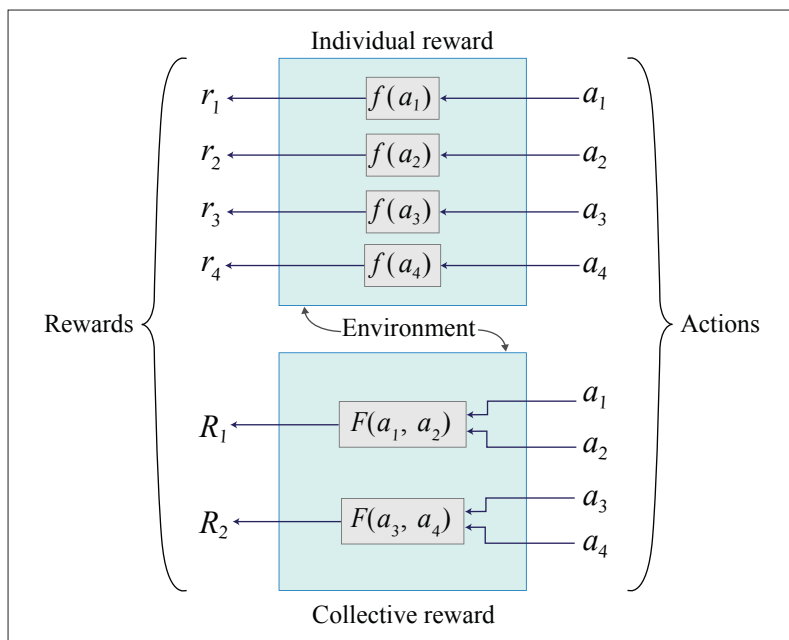 Individual reward
r1 f(a1) a1
r2 f(a2) a2
r3 f(a3) a3
r4 f(a4) a4
Rewards Environment Actions
R1 F(a1, a2) a1
a2
R2 F(a3, a4) a3
a4
Collective reward